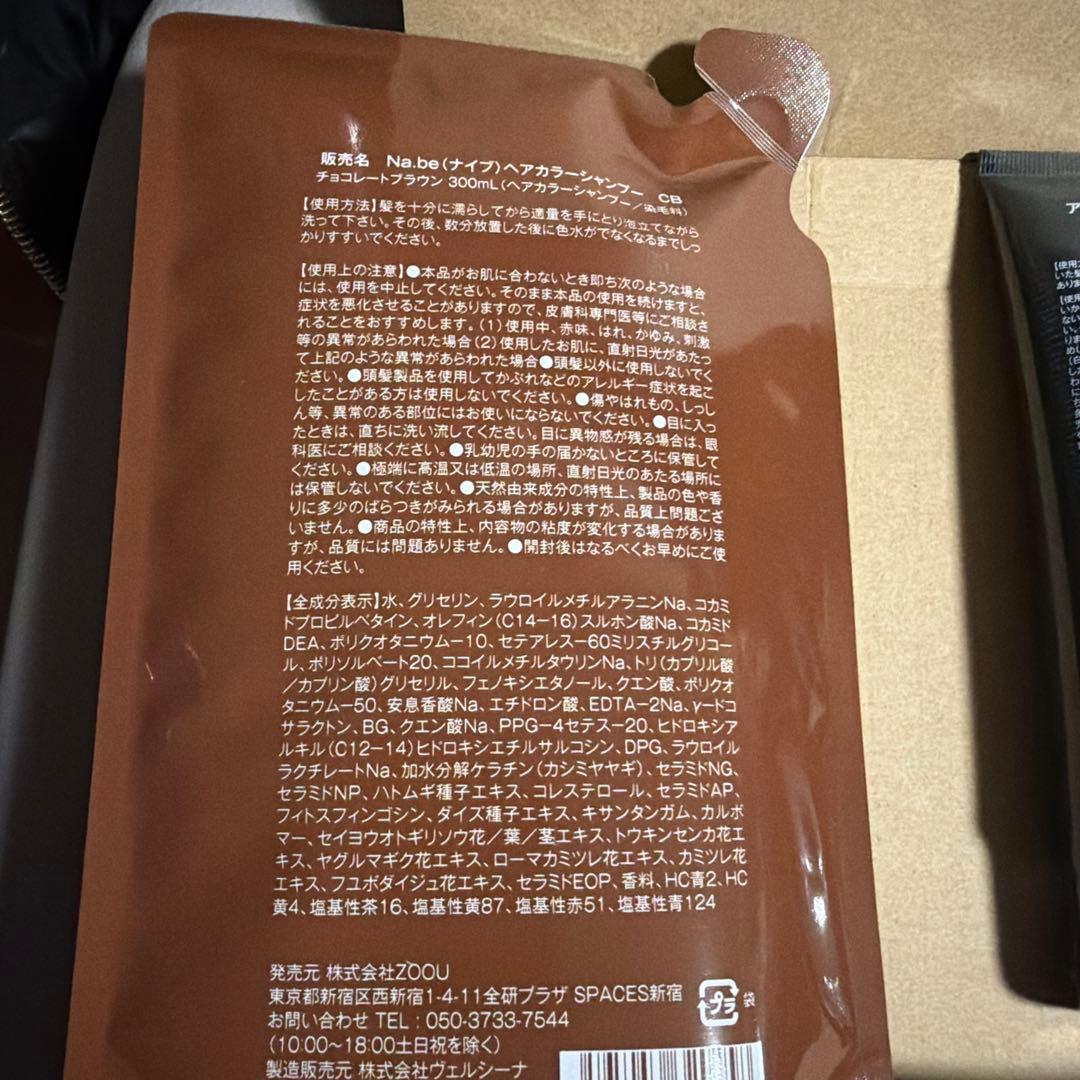 販売名 Na.be(ナイブ)ヘアカラーシャンプー CB
チョコレートブラウン 300mL(ヘアカラーシャンプー/染毛料)
【使用方法】髪を十分に濡らしてから適量を手にとり泡立てながら
洗って下さい。その後、数分放置した後に色水がでなくなるまでしっ
かりすすいでください。
【使用上の注意】●本品がお肌に合わないとき即ち次のような場合
には、使用を中止してください。そのまま本品の使用を続けますと、
症状を悪化させることがありますので、皮膚科専門医等にご相談さ
れることをおすすめします。(1)使用中、赤味、はれ、かゆみ、刺激
等の異常があらわれた場合(2)使用したお肌に、直射日光があたっ
て上記のような異常があらわれた場合●頭髪以外に使用しないでく
ださい。●頭髪製品を使用してかぶれなどのアレルギー症状を起こ
したことがある方は使用しないでください。●傷やはれもの、しっし
ん等、異常のある部位にはお使いにならないでください。●目に入っ
たときは、直ちに洗い流してください。目に異物感が残る場合は、眼
科医にご相談ください。●乳幼児の手の届かないところに保管して
ください。●極端に高温又は低温の場所、直射日光のあたる場所に
は保管しないでください。●天然由来成分の特性上、製品の色や香
りに多少のばらつきがみられる場合がありますが、品質上問題ござ
いません。●商品の特性上、内容物の粘度が変化する場合がありま
すが、品質には問題ありません。●開封後はなるべくお早めにご使
用ください。
【全成分表示】水、グリセリン、ラウロイルメチルアラニンNa、コカミ
ドプロピルベタイン、オレフィン(C14-16)スルホン酸Na、コカミド
DEA、ポリクオタニウム-10、セテアレス-60ミリスチルグリコー
ル、ポリソルベート20、ココイルメチルタウリンNa、トリ(カプリル酸
/カプリン酸)グリセリル、フェノキシエタノール、クエン酸、ポリクオ
タニウム-50、安息香酸Na、エチドロン酸、EDTA-2Na、γ-ドコ
サラクトン、BG、クエン酸Na、PPG-4セテス-20、ヒドロキシア
ルキル(C12-14)ヒドロキシエチルサルコシン、DPG、ラウロイル
ラクチレートNa、加水分解ケラチン(カシミヤヤギ)、セラミドNG、
セラミドNP、ハトムギ種子エキス、コレステロール、セラミドAP、
フィトスフィンゴシン、ダイズ種子エキス、キサンタンガム、カルボ
マー、セイヨウオトギリソウ花/葉/茎エキス、トウキンセンカ花エ
キス、ヤグルマギク花エキス、ローマカミツレ花エキス、カミツレ花
エキス、フユボダイジュ花エキス、セラミドEOP、香料、HC青2、HC
黄4、塩基性茶16、塩基性黄87、塩基性赤51、塩基性青124
発売元 株式会社ZOOU
東京都新宿区西新宿1-4-11全研プラザ SPACES新宿
お問い合わせ TEL:050-3733-7544
(10:00～18:00土日祝を除く)
製造販売元 株式会社ヴェルシーナ
プラ
袋
ア